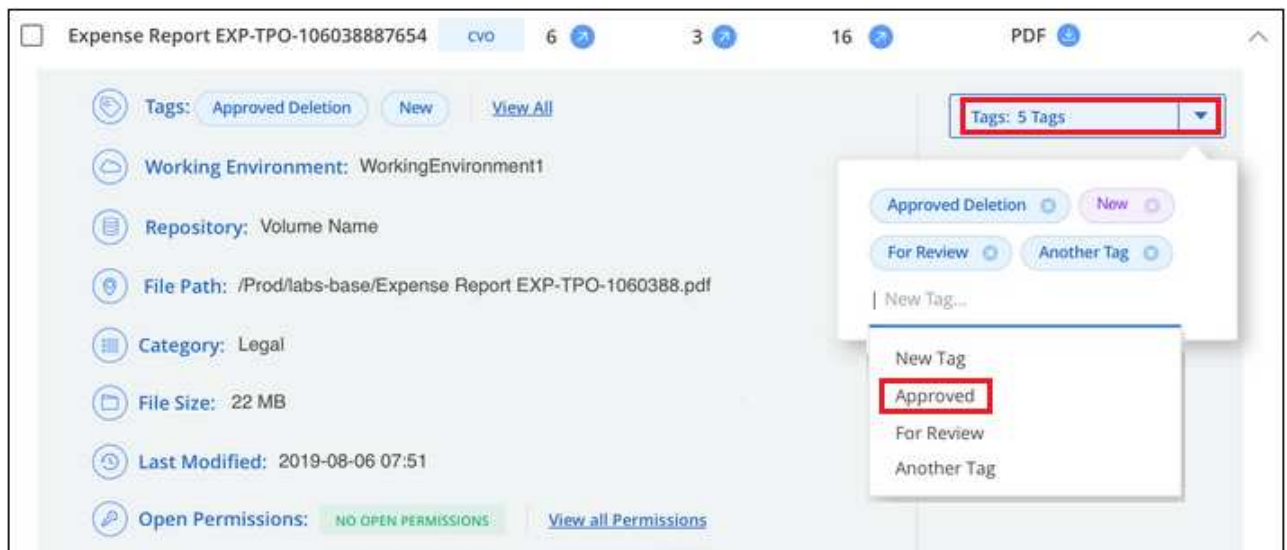 Expense Report EXP-TPO-106038887654 CVO 6 3 16 PDF
Tags: Approved Deletion New View All
Tags: 5 Tags
Working Environment: WorkingEnvironment1
Approved Deletion New
Repository: Volume Name
For Review Another Tag
File Path: /Prod/labs-base/Expense Report EXP-TPO-1060388.pdf
New Tag...
Category: Legal
New Tag
File Size: 22 MB
Approved
For Review
Last Modified: 2019-08-06 07:51
Another Tag
Open Permissions: NO OPEN PERMISSIONS View all Permissions